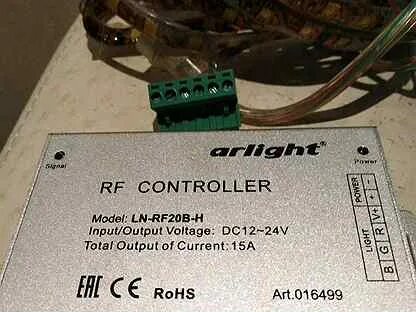 arlight®
Signal
Power
RF CONTROLLER
Model: LN-RF20B-H
Input/Output Voltage: DC12~24V
Total Output of Current: 15A
EAC CE RoHS
Art.016499
POWER
- +
LIGHT
V+ R G B